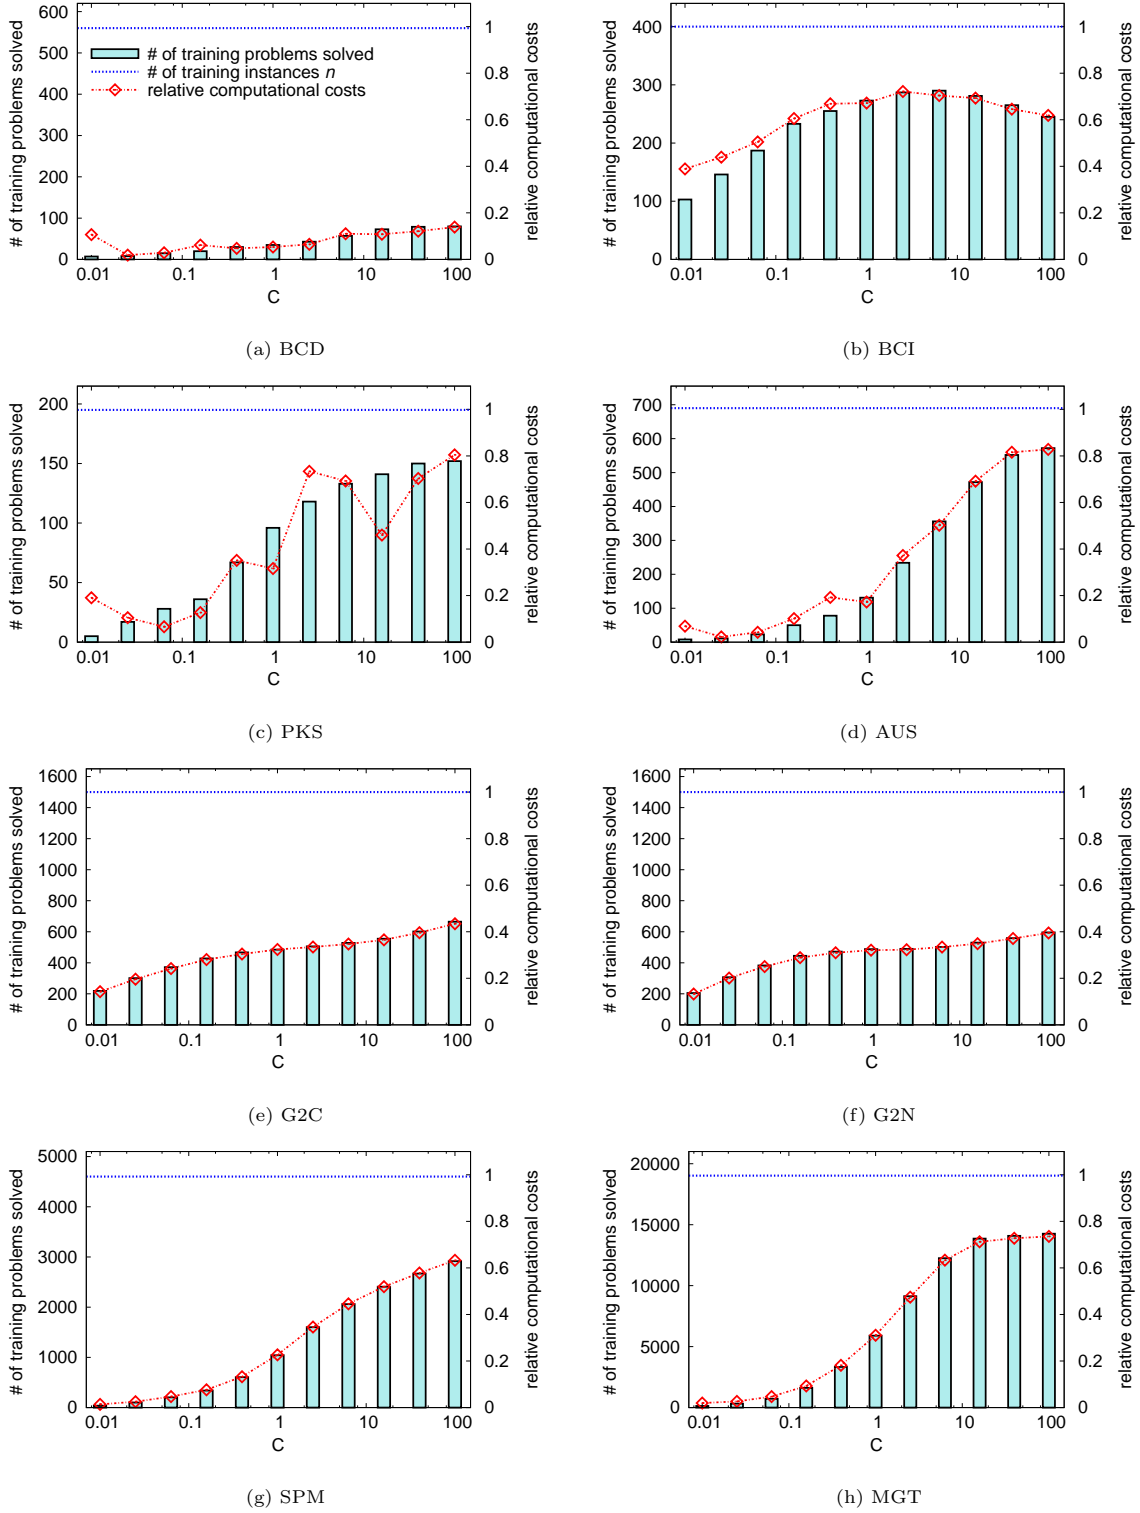 # of training problems solved
600
500
400
300
200
100
0
# of training problems solved
# of training instances n
relative computational costs
1
0.8
0.6
0.4
0.2
0
relative computational costs
0.01 0.1 1 10 100
C
(a) BCD
# of training problems solved
400
300
200
100
0
1
0.8
0.6
0.4
0.2
0
relative computational costs
0.01 0.1 1 10 100
C
(b) BCI
# of training problems solved
200
150
100
50
0
1
0.8
0.6
0.4
0.2
0
relative computational costs
0.01 0.1 1 10 100
C
(c) PKS
# of training problems solved
700
600
500
400
300
200
100
0
1
0.8
0.6
0.4
0.2
0
relative computational costs
0.01 0.1 1 10 100
C
(d) AUS
# of training problems solved
1600
1400
1200
1000
800
600
400
200
0
1
0.8
0.6
0.4
0.2
0
relative computational costs
0.01 0.1 1 10 100
C
(e) G2C
# of training problems solved
1600
1400
1200
1000
800
600
400
200
0
1
0.8
0.6
0.4
0.2
0
relative computational costs
0.01 0.1 1 10 100
C
(f) G2N
# of training problems solved
5000
4000
3000
2000
1000
0
1
0.8
0.6
0.4
0.2
0
relative computational costs
0.01 0.1 1 10 100
C
(g) SPM
# of training problems solved
20000
15000
10000
5000
0
1
0.8
0.6
0.4
0.2
0
relative computational costs
0.01 0.1 1 10 100
C
(h) MGT